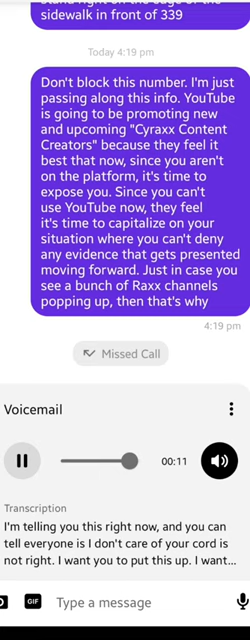 sidewalk in front of 339
Today 4:19 pm
Don't block this number. I'm just
passing along this info. YouTube
is going to be promoting new
and upcoming "Cyraxx Content
Creators" because they feel it
best that now, since you aren't
on the platform, it's time to
expose you. Since you can't
use YouTube now, they feel
it's time to capitalize on your
situation where you can't deny
any evidence that gets presented
moving forward. Just in case you
see a bunch of Raxx channels
popping up, then that's why
4:19 pm
Missed Call
Voicemail
00:11
Transcription
I'm telling you this right now, and you can
tell everyone is I don't care of your cord is
not right. I want you to put this up. I want...
GIF
Type a message